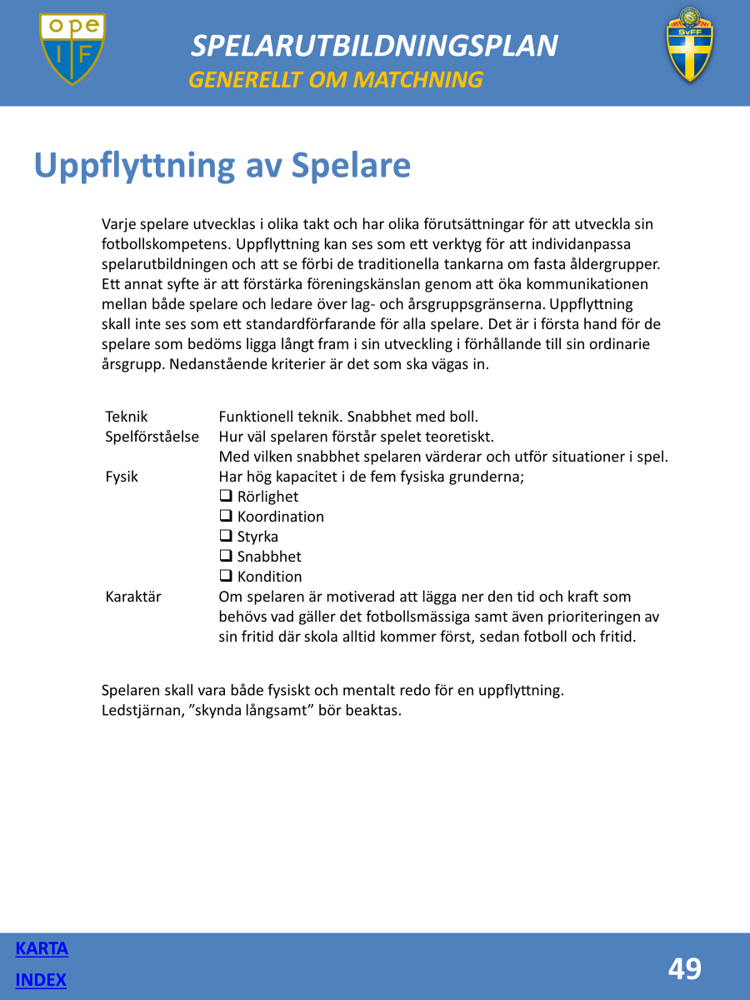 ope
IF
SPELARUTBILDNINGSPLAN
GENERELLT OM MATCHNING
SvFF
Uppflyttning av Spelare
Varje spelare utvecklas i olika takt och har olika förutsättningar för att utveckla sin
fotbollskompetens. Uppflyttning kan ses som ett verktyg för att individanpassa
spelarutbildningen och att se förbi de traditionella tankarna om fasta åldergrupper.
Ett annat syfte är att förstärka föreningskänslan genom att öka kommunikationen
mellan både spelare och ledare över lag- och årsgruppsgränserna. Uppflyttning
skall inte ses som ett standardförfarande för alla spelare. Det är i första hand för de
spelare som bedöms ligga långt fram i sin utveckling i förhållande till sin ordinarie
årsgrupp. Nedanstående kriterier är det som ska vägas in.
Teknik Funktionell teknik. Snabbhet med boll.
Spelförståelse Hur väl spelaren förstår spelet teoretiskt.
Med vilken snabbhet spelaren värderar och utför situationer i spel.
Fysik Har hög kapacitet i de fem fysiska grunderna;
❑ Rörlighet
❑ Koordination
❑ Styrka
❑ Snabbhet
❑ Kondition
Karaktär Om spelaren är motiverad att lägga ner den tid och kraft som
behövs vad gäller det fotbollsmässiga samt även prioriteringen av
sin fritid där skola alltid kommer först, sedan fotboll och fritid.
Spelaren skall vara både fysiskt och mentalt redo för en uppflyttning.
Ledstjärnan, ”skynda långsamt” bör beaktas.
KARTA
INDEX
49